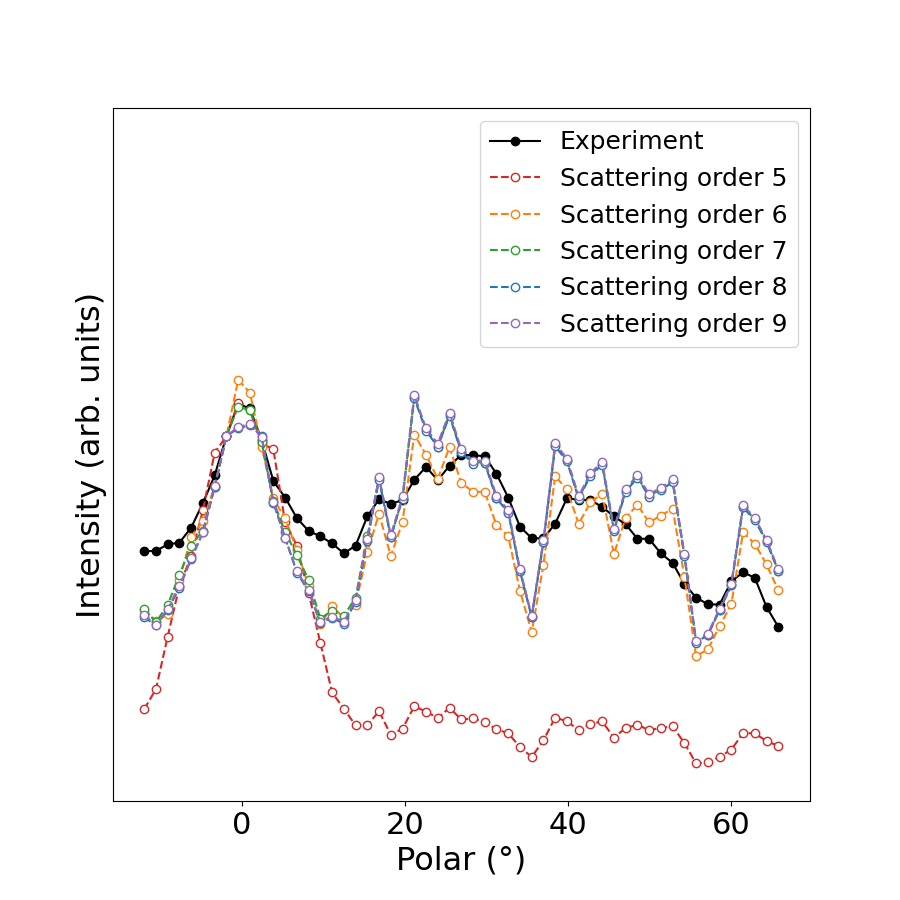 Experiment
Scattering order 5
Scattering order 6
Scattering order 7
Scattering order 8
Scattering order 9
Intensity (arb. units)
0 20 40 60
Polar (°)